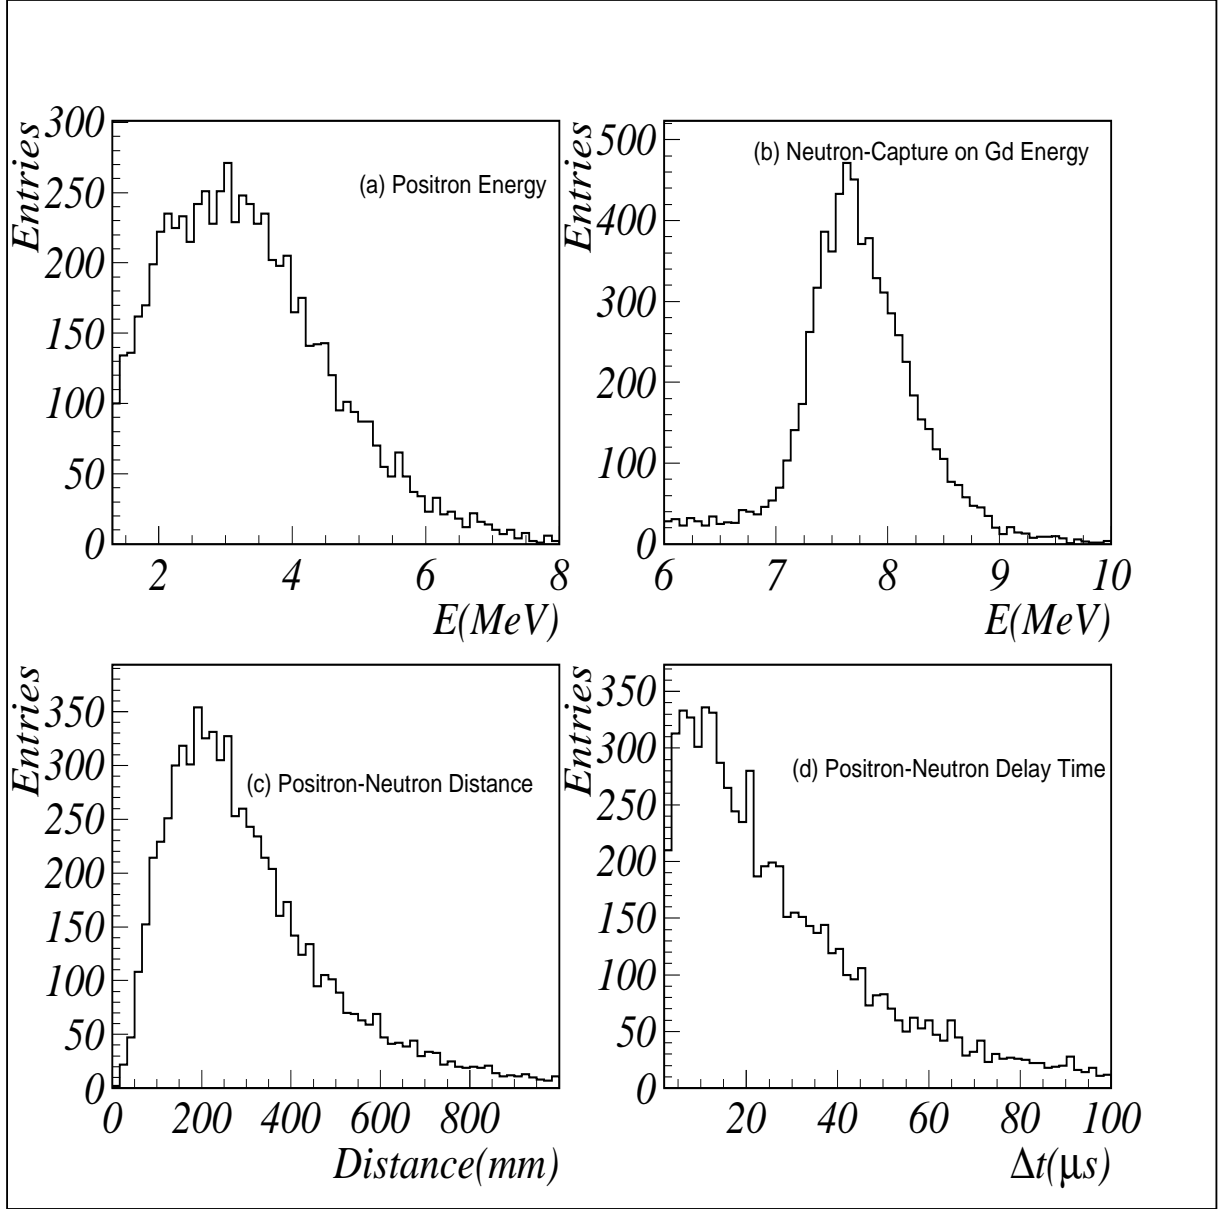 Entries
300
250
200
150
100
50
0
(a) Positron Energy
2 4 6 8
E(MeV)
Entries
500
400
300
200
100
0
(b) Neutron-Capture on Gd Energy
6 7 8 9 10
E(MeV)
Entries
350
300
250
200
150
100
50
0
(c) Positron-Neutron Distance
0 200 400 600 800
Distance(mm)
Entries
350
300
250
200
150
100
50
0
(d) Positron-Neutron Delay Time
20 40 60 80 100
Δt(μs)